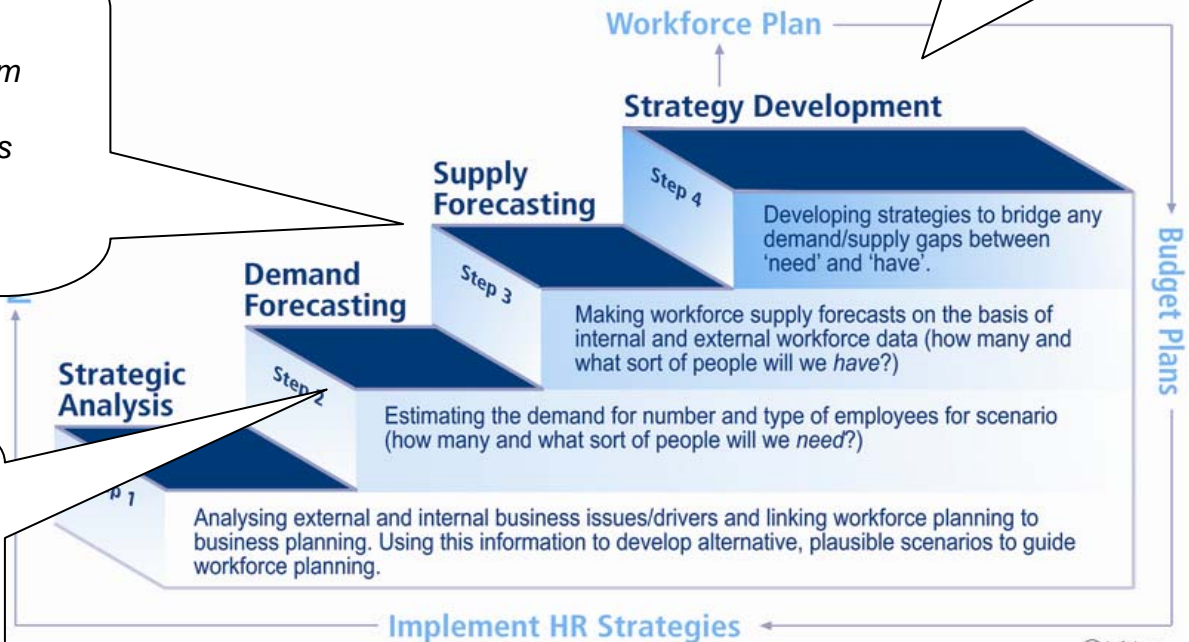 Workforce Plan
Strategy Development
Step 4
Developing strategies to bridge any
demand/supply gaps between
'need' and 'have'.
Supply
Forecasting
Step 3
Making workforce supply forecasts on the basis of
internal and external workforce data (how many and
what sort of people will we have?)
Demand
Forecasting
Step 2
Estimating the demand for number and type of employees for scenario
(how many and what sort of people will we need?)
Strategic
Analysis
p 1
Analysing external and internal business issues/drivers and linking workforce planning to
business planning. Using this information to develop alternative, plausible scenarios to guide
workforce planning.
Budget Plans
Implement HR Strategies